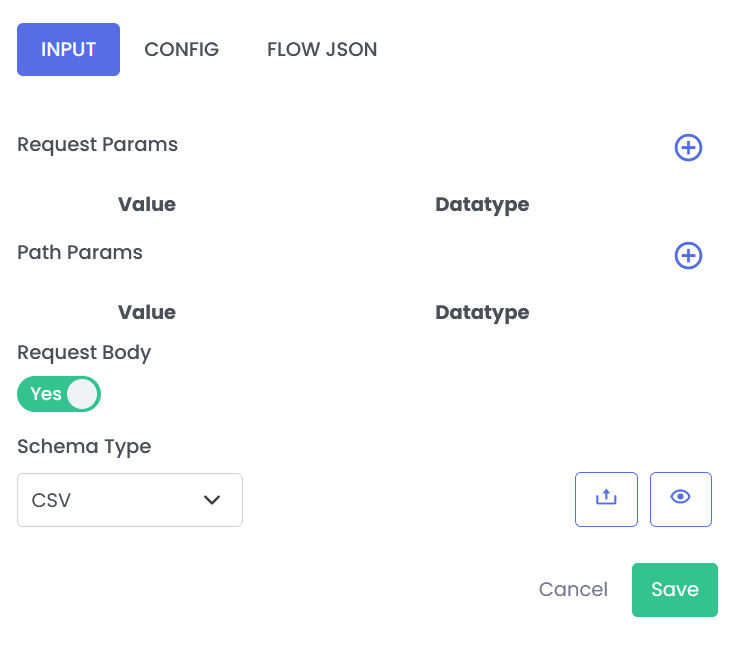 INPUT CONFIG FLOW JSON
Request Params
Value Datatype
Path Params
Value Datatype
Request Body
Yes
Schema Type
CSV
Cancel Save